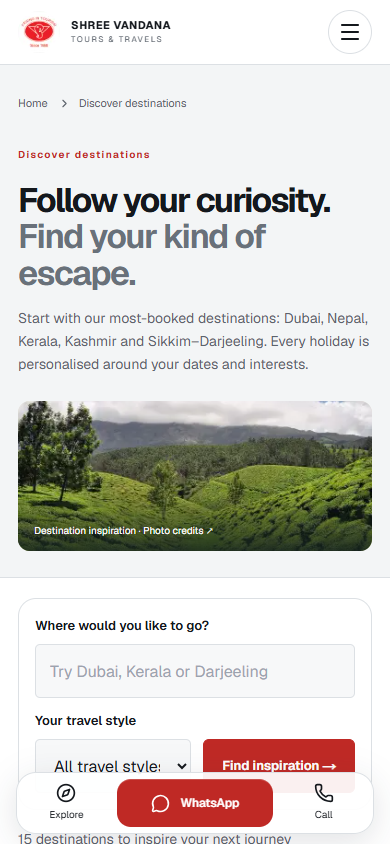 SHREE VANDANA
TOURS & TRAVELS
Home > Discover destinations
Discover destinations
Follow your curiosity.
Find your kind of
escape.
Start with our most-booked destinations: Dubai, Nepal,
Kerala, Kashmir and Sikkim–Darjeeling. Every holiday is
personalised around your dates and interests.
Destination inspiration · Photo credits ↗
Where would you like to go?
Try Dubai, Kerala or Darjeeling
Your travel style
All travel styles
Find inspiration →
Explore
WhatsApp
Call
15 destinations to inspire your next journey